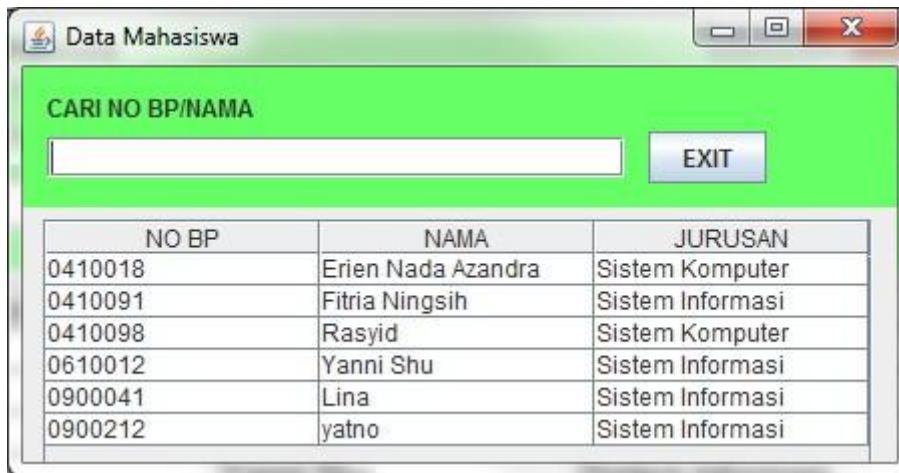 Data Mahasiswa
CARI NO BP/NAMA
EXIT
NO BP NAMA JURUSAN
0410018 Erien Nada Azandra Sistem Komputer
0410091 Fitria Ningsih Sistem Informasi
0410098 Rasyid Sistem Komputer
0610012 Yanni Shu Sistem Informasi
0900041 Lina Sistem Informasi
0900212 yatno Sistem Informasi